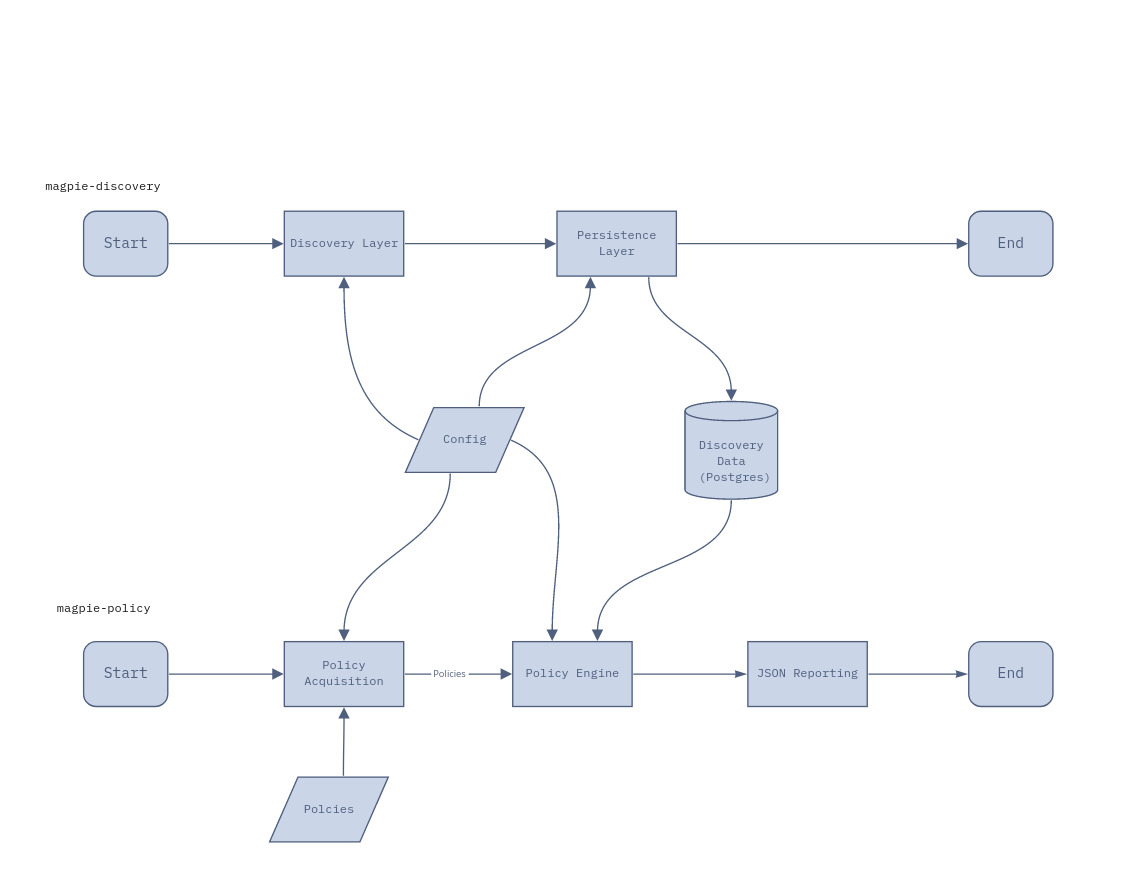 magpie-discovery
Start
Discovery Layer
Persistence
Layer
End
Config
Discovery
Data
(Postgres)
magpie-policy
Start
Policy
Acquisition
Policies
Policy Engine
JSON Reporting
End
Polcies